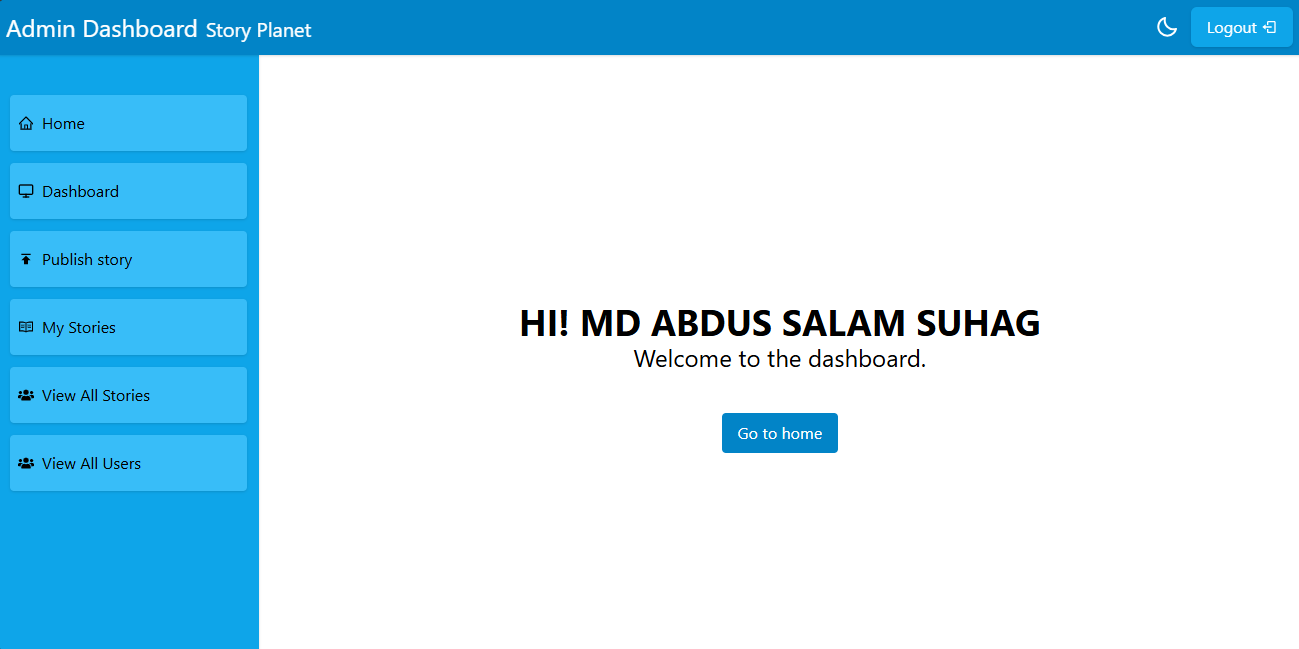 Admin Dashboard Story Planet
Logout
Home
Dashboard
Publish story
My Stories
View All Stories
View All Users
HI! MD ABDUS SALAM SUHAG
Welcome to the dashboard.
Go to home